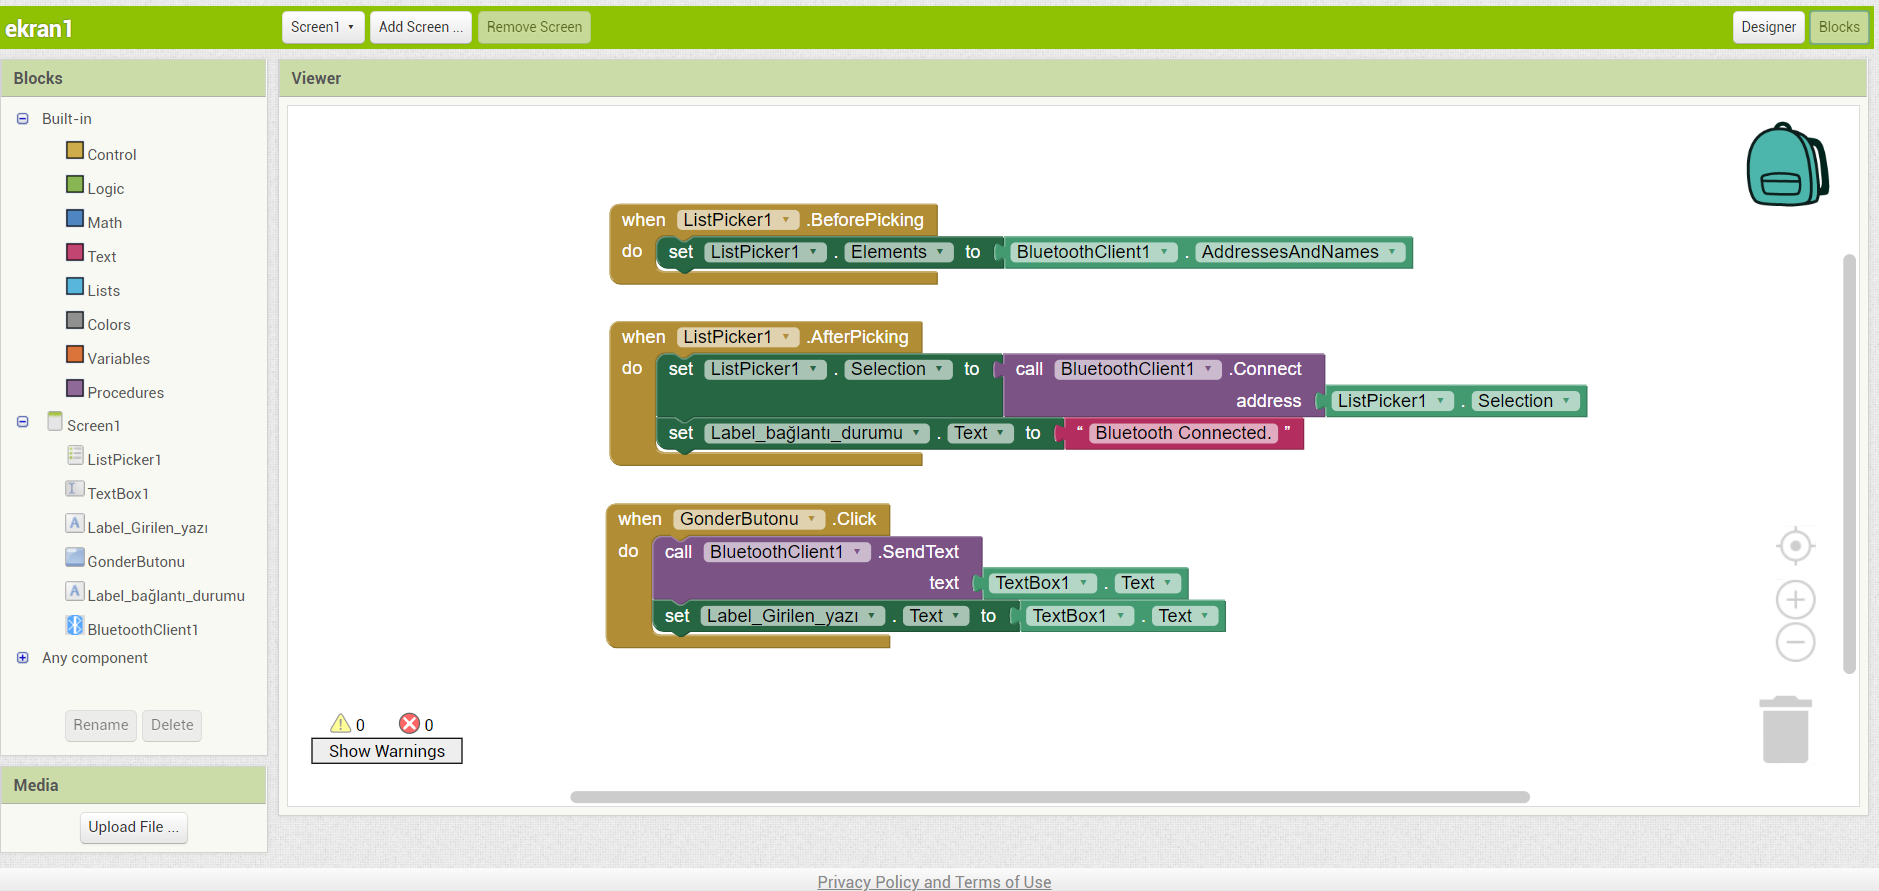 ekran1
Screen1
Add Screen ...
Remove Screen
Designer
Blocks
Blocks
Viewer
Built-in
Control
Logic
Math
Text
Lists
Colors
Variables
Procedures
Screen1
ListPicker1
TextBox1
Label_Girilen_yazı
GonderButonu
Label_bağlantı_durumu
BluetoothClient1
Any component
Rename
Delete
Media
Upload File ...
when ListPicker1 .BeforePicking
do set ListPicker1 . Elements to BluetoothClient1 . AddressesAndNames
when ListPicker1 .AfterPicking
do set ListPicker1 . Selection to call BluetoothClient1 .Connect
address ListPicker1 . Selection
set Label_bağlantı_durumu . Text to “ Bluetooth Connected. ”
when GonderButonu .Click
do call BluetoothClient1 .SendText
text TextBox1 . Text
set Label_Girilen_yazı . Text to TextBox1 . Text
0 0
Show Warnings
Privacy Policy and Terms of Use